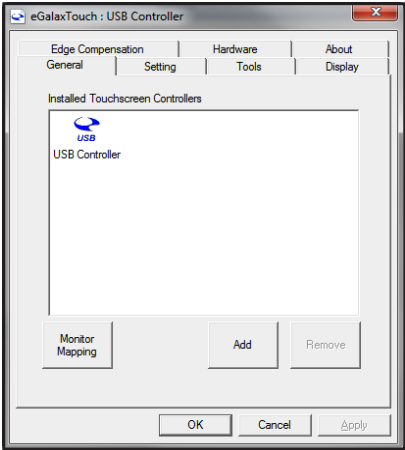 eGalaxTouch : USB Controller
Edge Compensation Hardware About
General Setting Tools Display
Installed Touchscreen Controllers
USB
USB Controller
Monitor
Mapping
Add
Remove
OK Cancel Apply